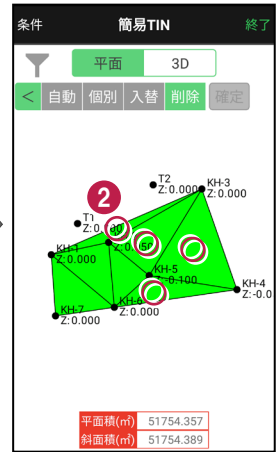 条件 簡易TIN 終了
平面 3D
< 自動 個別 入替 削除 確定
2
T2
Z:0.000
KH-3
Z:0.000
T1
KH-1
Z:0.000
KH-5
Z:-0.100
KH-4
Z:-0.0
KH-6
Z:0.000
KH-7
Z:0.000
平面積(㎡) 51754.357
斜面積(㎡) 51754.389